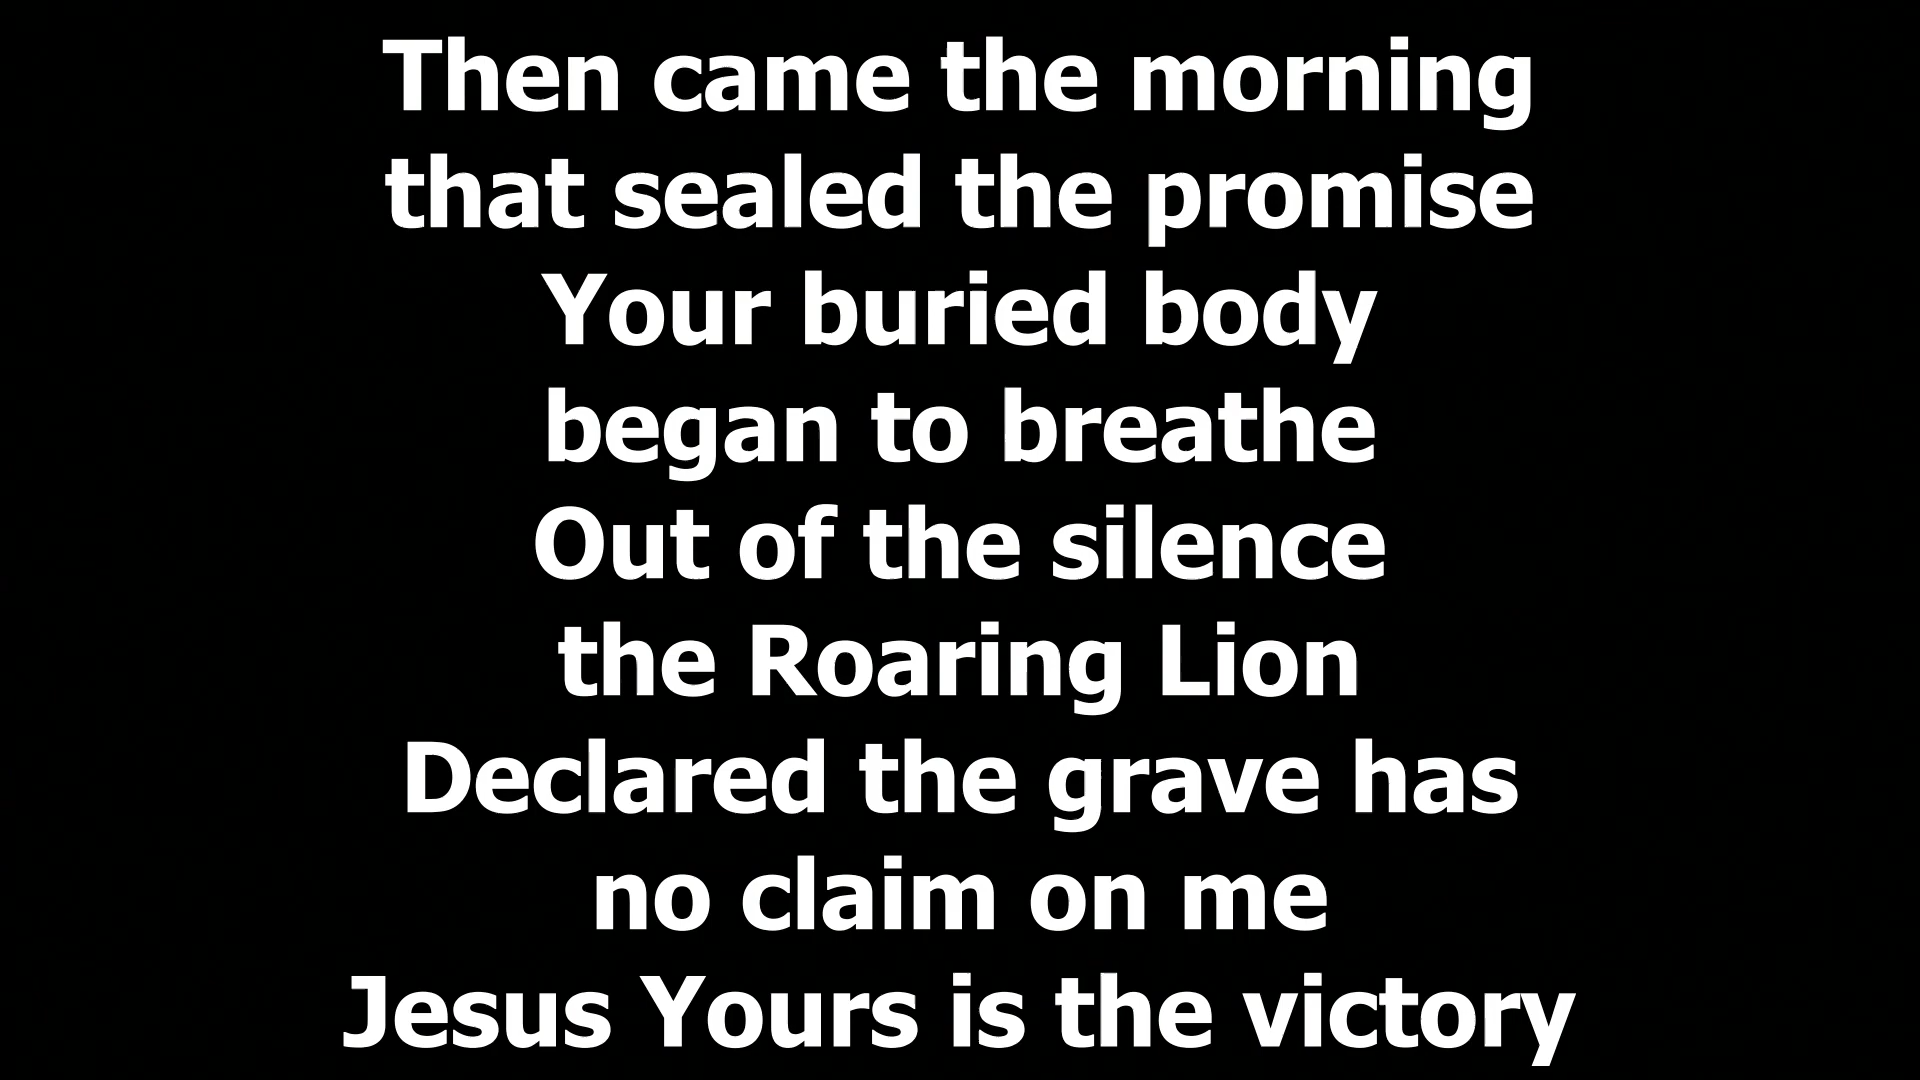 Then came the morning
that sealed the promise
Your buried body
began to breathe
Out of the silence
the Roaring Lion
Declared the grave has
no claim on me
Jesus Yours is the victory